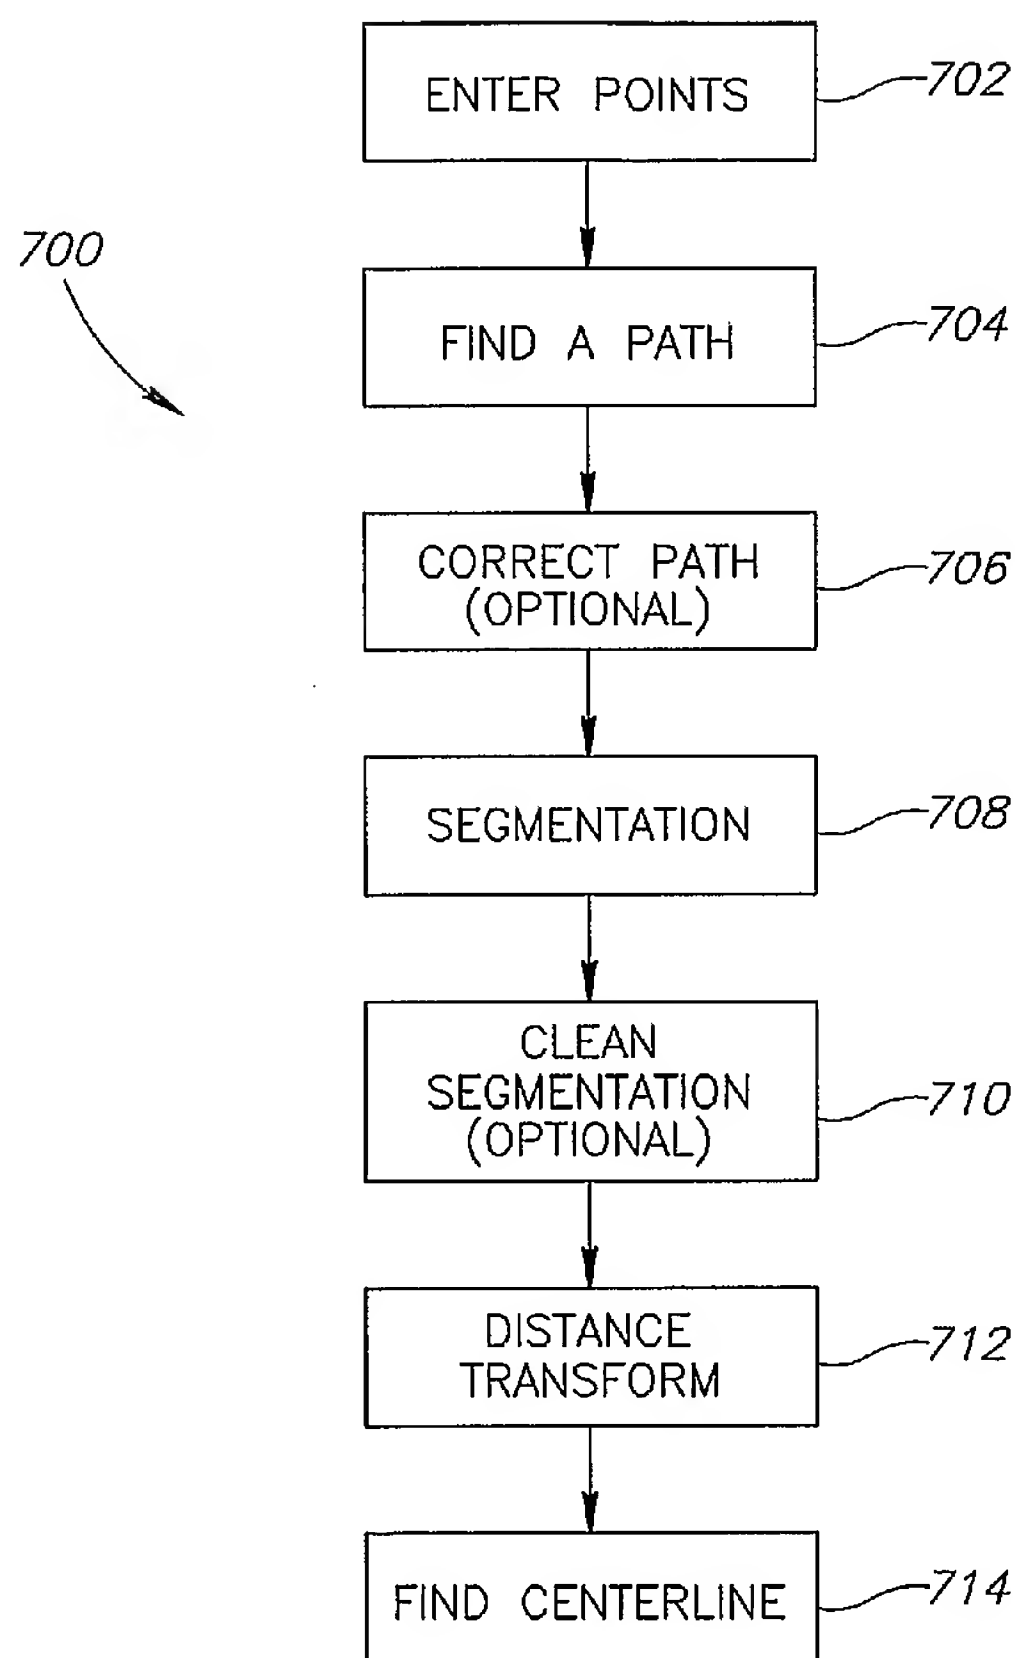 ENTER POINTS
702
700
FIND A PATH
704
CORRECT PATH
(OPTIONAL)
706
SEGMENTATION
708
CLEAN
SEGMENTATION
(OPTIONAL)
710
DISTANCE
TRANSFORM
712
FIND CENTERLINE
714